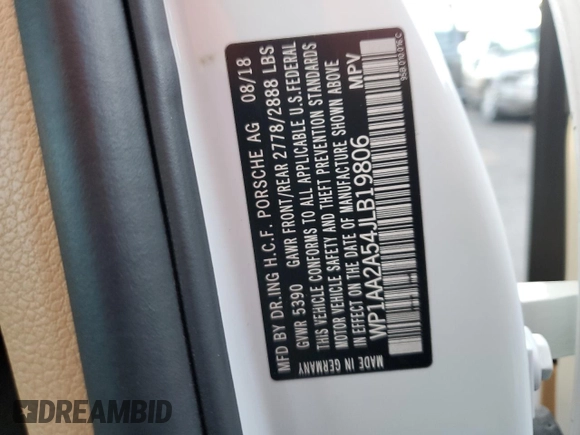 MFD BY DR.ING H.C.F. PORSCHE AG 08/18
GVWR 5390 GAWR FRONT/REAR 2778/2888 LBS
THIS VEHICLE CONFORMS TO ALL APPLICABLE U.S.FEDERAL
MOTOR VEHICLE SAFETY AND THEFT PREVENTION STANDARDS
IN EFFECT ON THE DATE OF MANUFACTURE SHOWN ABOVE
WP1AA2A54JLB19806 MPV
MADE IN GERMANY
DREAMBID